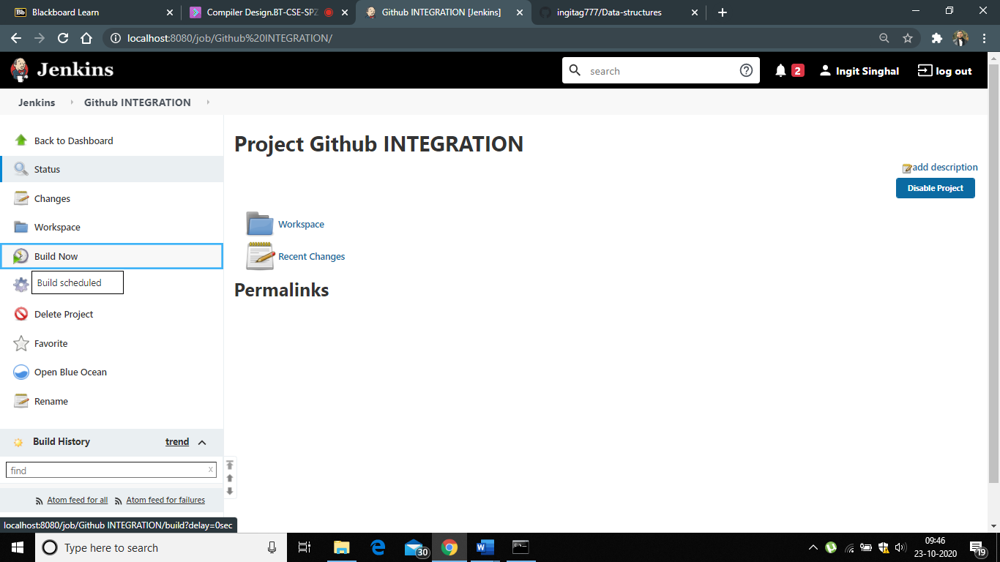 Blackboard Learn
Compiler Design.BT-CSE-SPZ
Github INTEGRATION [Jenkins]
ingitag777/Data-structures
localhost:8080/job/Github%20INTEGRATION/
Jenkins
search
2
Ingit Singhal
log out
Jenkins
Github INTEGRATION
Back to Dashboard
Status
Changes
Workspace
Build Now
Build scheduled
Delete Project
Favorite
Open Blue Ocean
Rename
Build History
trend
find
x
Atom feed for all
Atom feed for failures
localhost:8080/job/Github INTEGRATION/build?delay=0sec
Project Github INTEGRATION
add description
Disable Project
Workspace
Recent Changes
Permalinks
Type here to search
30
09:46
23-10-2020
19